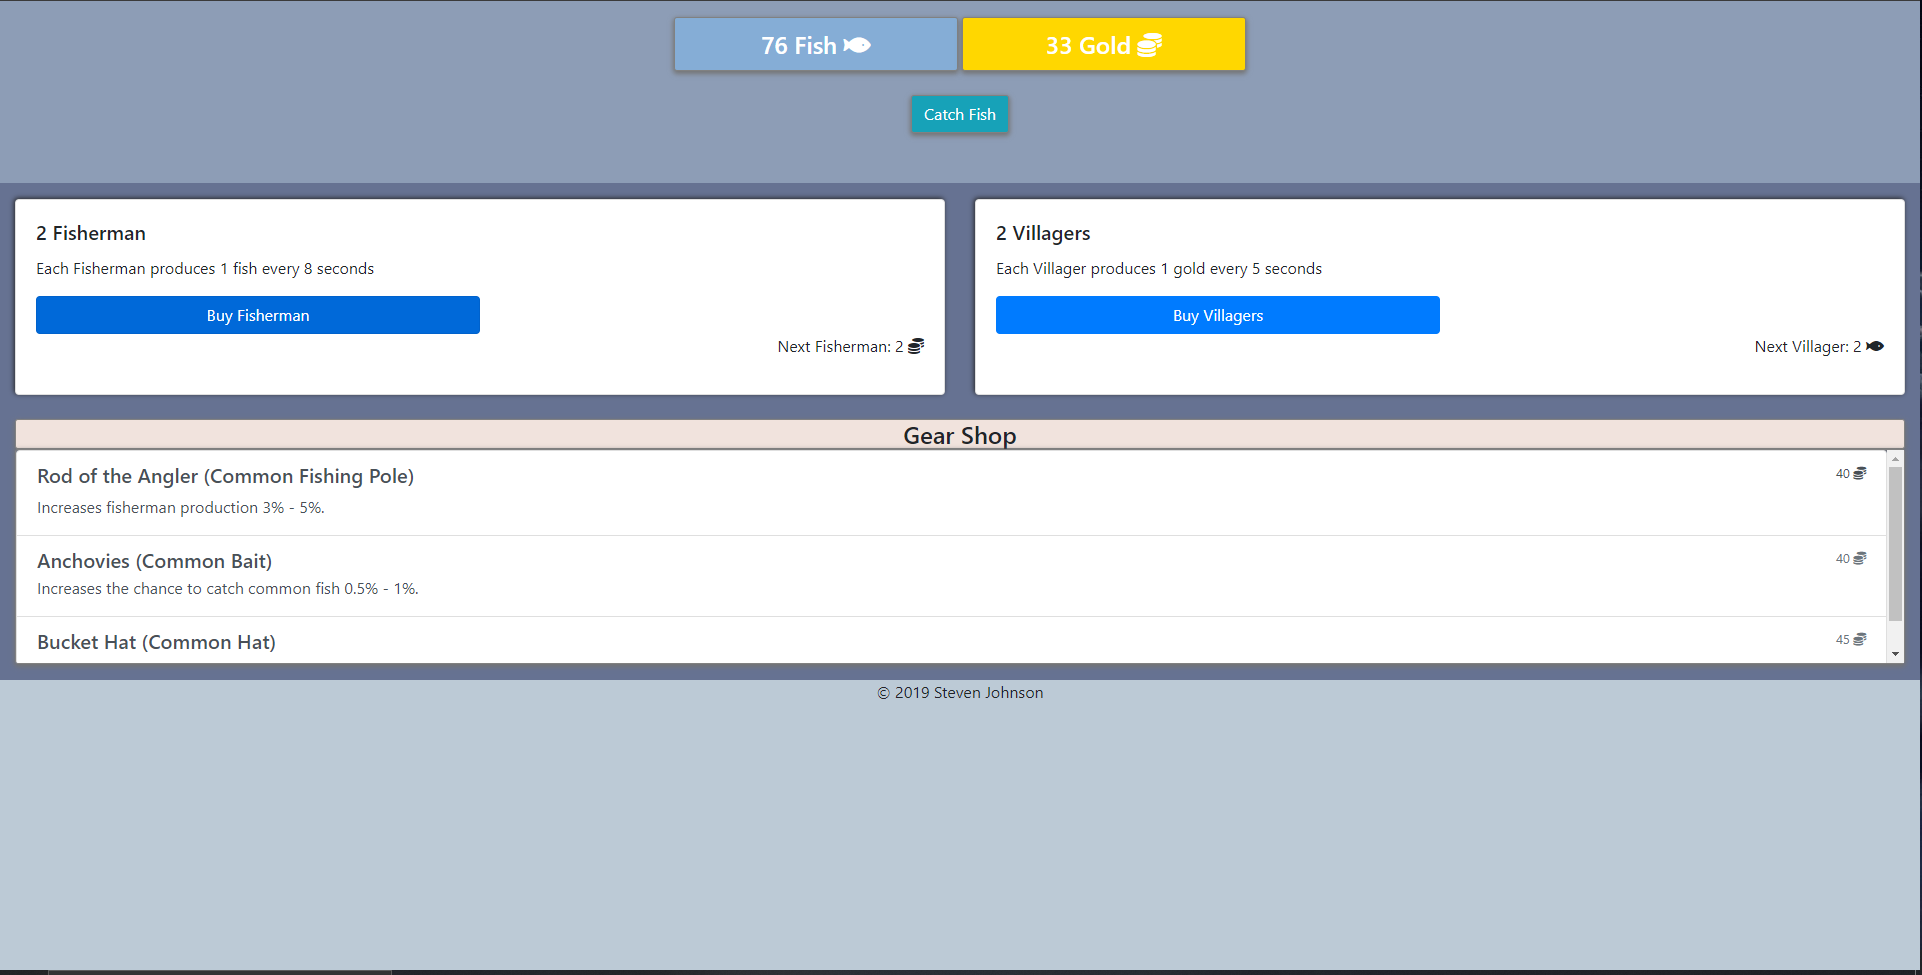 76 Fish
33 Gold
Catch Fish
2 Fisherman
Each Fisherman produces 1 fish every 8 seconds
Buy Fisherman
Next Fisherman: 2
2 Villagers
Each Villager produces 1 gold every 5 seconds
Buy Villagers
Next Villager: 2
Gear Shop
Rod of the Angler (Common Fishing Pole)
40
Increases fisherman production 3% - 5%.
Anchovies (Common Bait)
40
Increases the chance to catch common fish 0.5% - 1%.
Bucket Hat (Common Hat)
45
© 2019 Steven Johnson